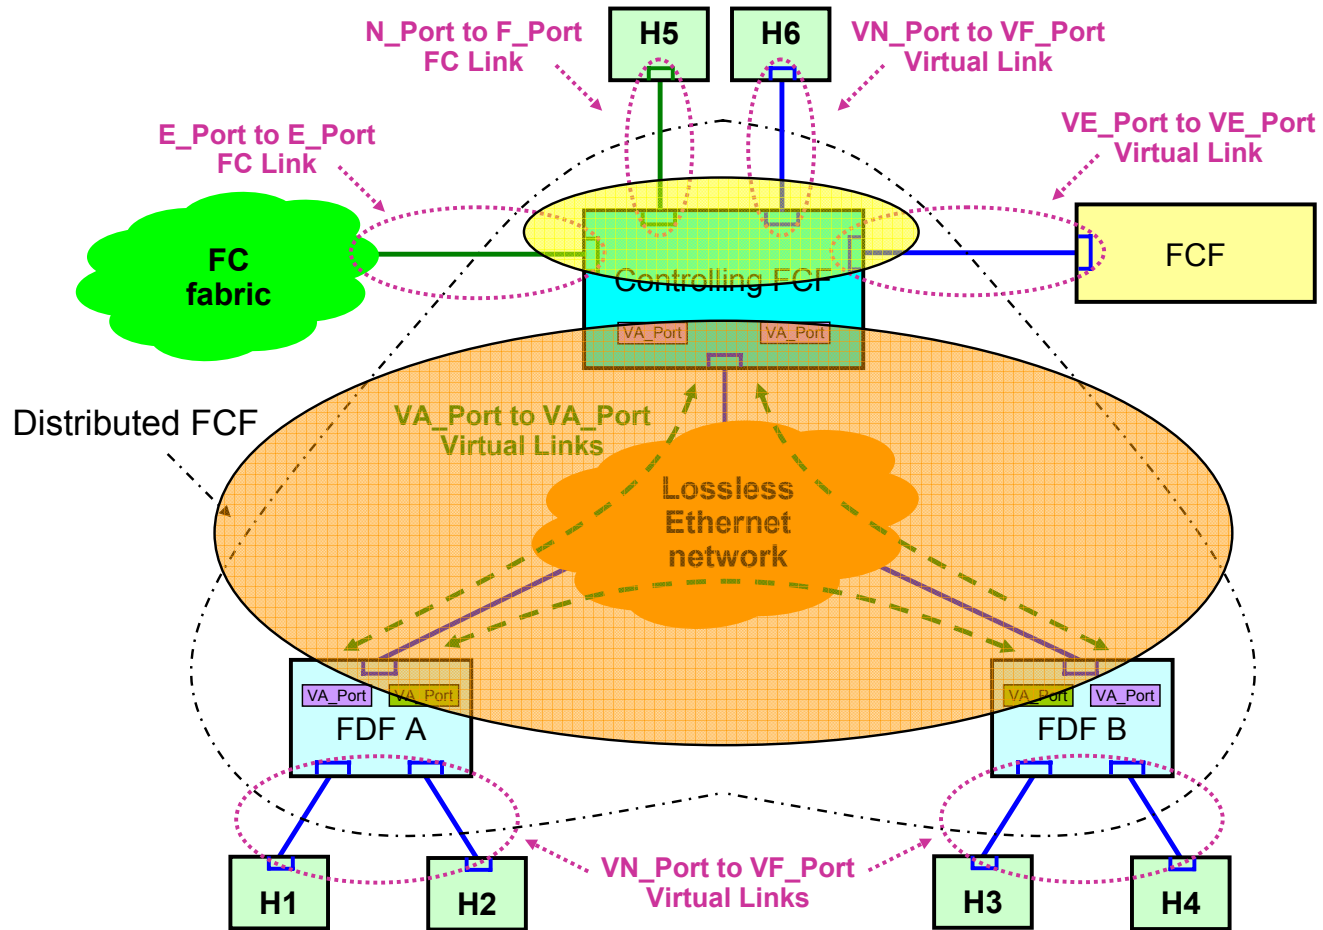 N_Port to F_Port
FC Link
H5
H6
VN_Port to VF_Port
Virtual Link
E_Port to E_Port
FC Link
VE_Port to VE_Port
Virtual Link
FC
fabric
Controlling FCF
FCF
VA_Port
VA_Port
Distributed FCF
VA_Port to VA_Port
Virtual Links
Lossless
Ethernet
network
VA_Port
VA_Port
FDF A
VA_Port
VA_Port
FDF B
VN_Port to VF_Port
Virtual Links
H1
H2
H3
H4